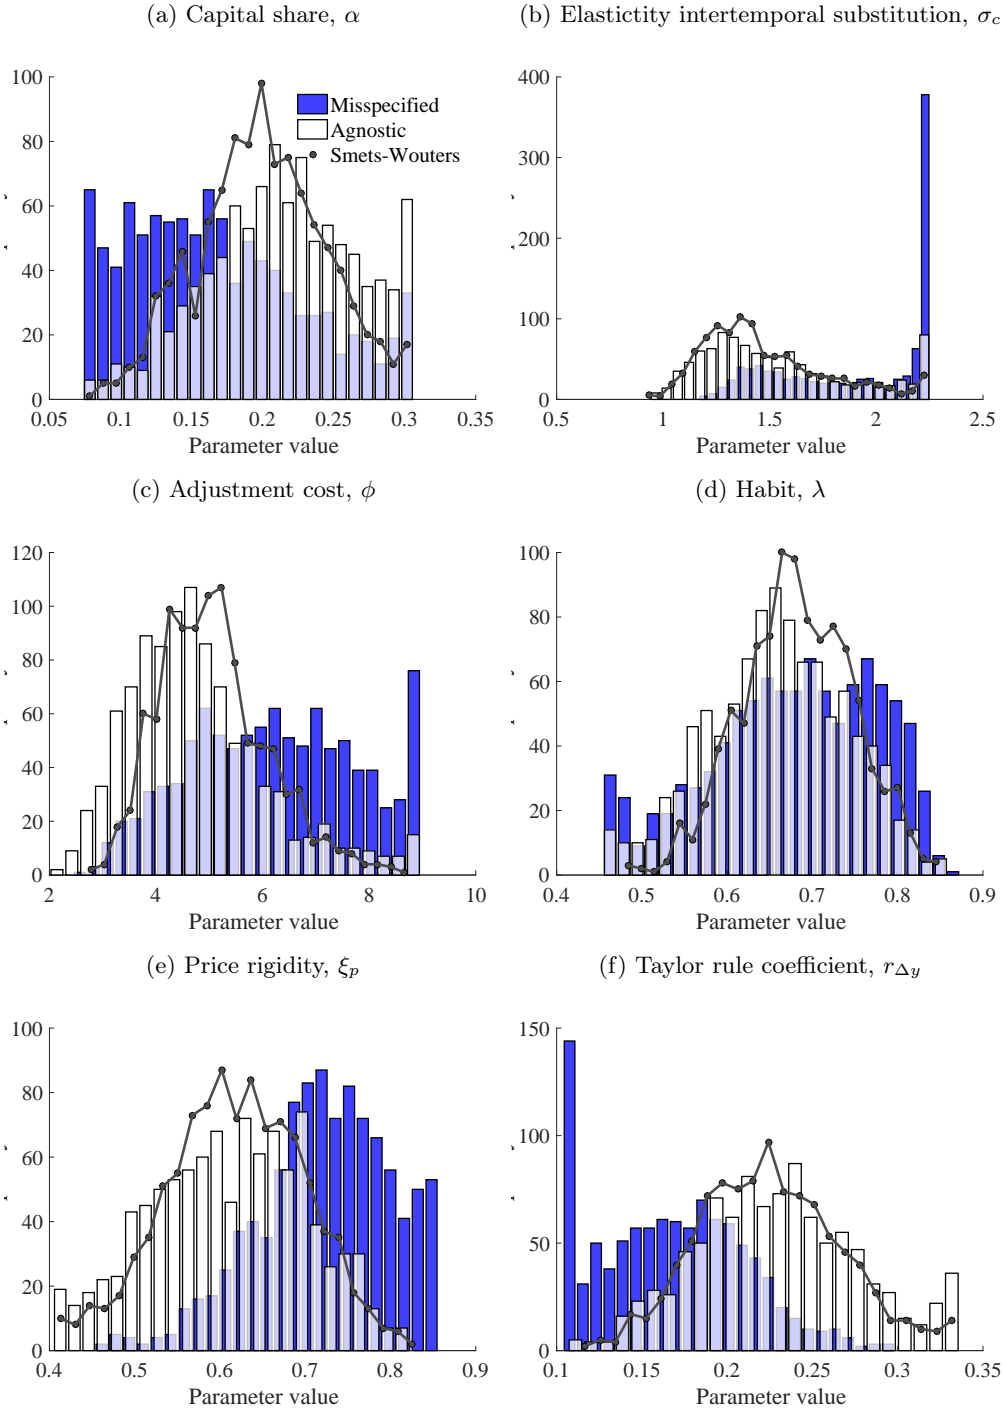 (a) Capital share, α
(b) Elastictity intertemporal substitution, σc
100
80
60
40
20
0
0.05 0.1 0.15 0.2 0.25 0.3 0.35
Parameter value
Misspecified
Agnostic
Smets-Wouters
400
300
200
100
0
0.5 1 1.5 2 2.5
Parameter value
(c) Adjustment cost, ϕ
(d) Habit, λ
120
100
80
60
40
20
0
2 4 6 8 10
Parameter value
100
80
60
40
20
0
0.4 0.5 0.6 0.7 0.8 0.9
Parameter value
(e) Price rigidity, ξp
(f) Taylor rule coefficient, rΔy
100
80
60
40
20
0
0.4 0.5 0.6 0.7 0.8 0.9
Parameter value
150
100
50
0
0.1 0.15 0.2 0.25 0.3 0.35
Parameter value